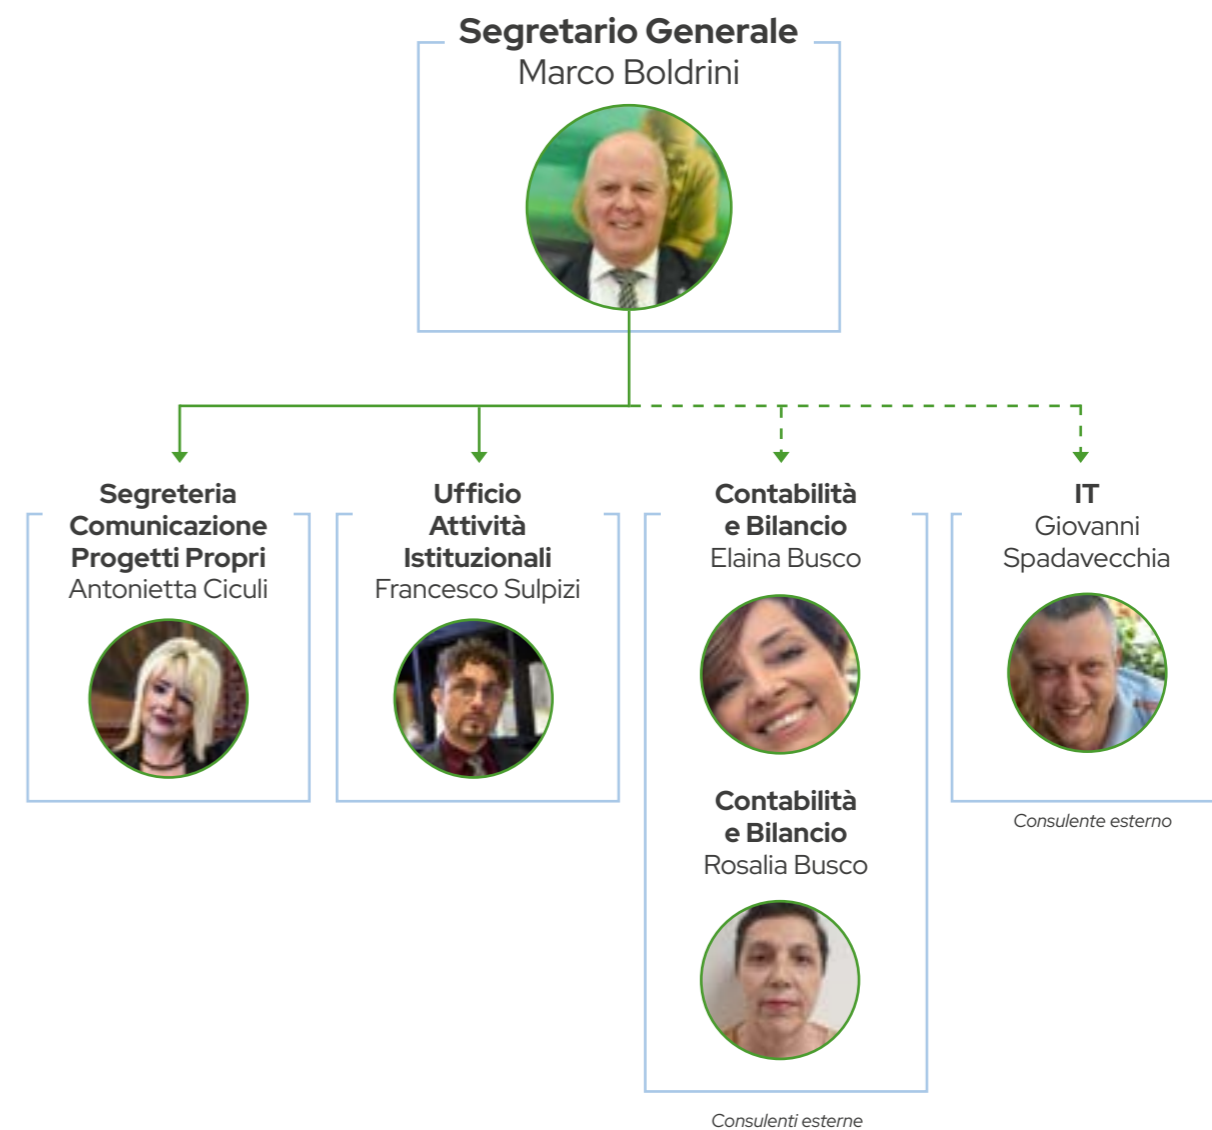 Segretario Generale
Marco Boldrini
Segreteria
Comunicazione
Progetti Propri
Antonietta Ciculi
Ufficio
Attività
Istituzionali
Francesco Sulpizi
Contabilità
e Bilancio
Elaina Busco
Contabilità
e Bilancio
Rosalia Busco
Consulenti esterne
IT
Giovanni
Spadavecchia
Consulente esterno